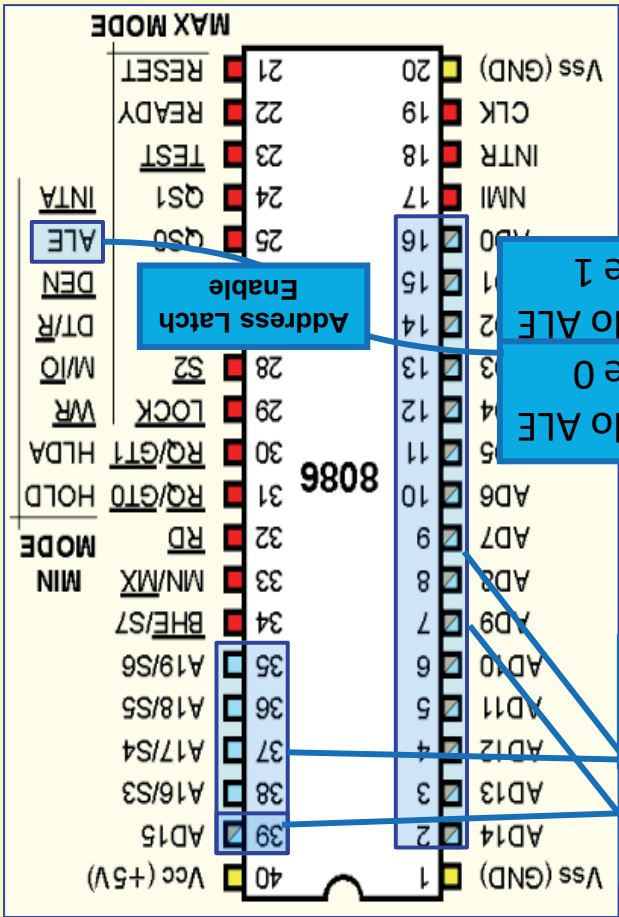 Vss (GND) 1 40 Vcc (+5V)
AD14 2 39 AD15
AD13 3 38 A16/S3
AD12 4 37 A17/S4
AD11 5 36 A18/S5
AD10 6 35 A19/S6
AD9 7 34 BHE/S7
AD8 8 33 MN/MX MIN
AD7 9 32 RD MODE
AD6 10 31 RQ/GT0 HOLD
8086
11 30 RQ/GT1 HLDA
12 29 LOCK WR
13 28 S2 M/IO
14 DT/R
15 DEN
16 25 QS0 ALE
NMI 17 24 QS1 INTA
INTR 18 23 TEST
CLK 19 22 READY
Vss (GND) 20 21 RESET
MAX MODE
ALE
0
ALE
1
Address Latch
Enable